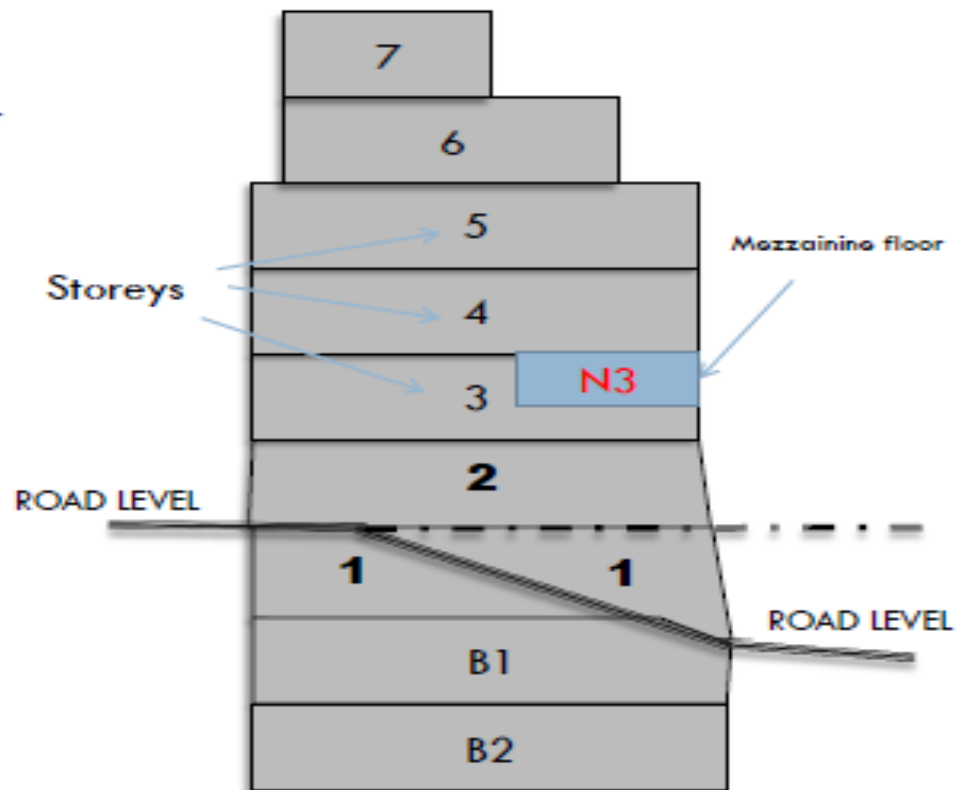 7
6
5
Mezzainine floor
Storeys
4
N3
3
2
ROAD LEVEL
1
1
ROAD LEVEL
B1
B2